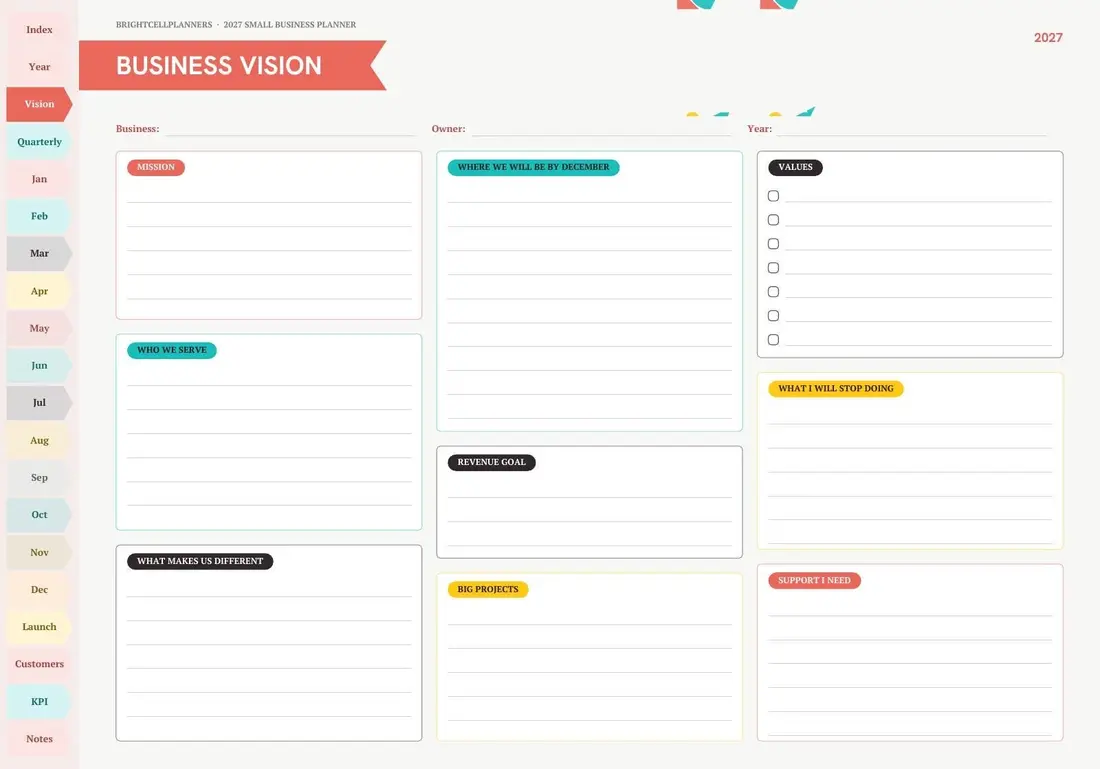 Index
Year
Vision
Quarterly
Jan
Feb
Mar
Apr
May
Jun
Jul
Aug
Sep
Oct
Nov
Dec
Launch
Customers
KPI
Notes
BRIGHTCELLPLANNERS · 2027 SMALL BUSINESS PLANNER
2027
BUSINESS VISION
Business:
Owner:
Year:
MISSION
WHO WE SERVE
WHAT MAKES US DIFFERENT
WHERE WE WILL BE BY DECEMBER
REVENUE GOAL
BIG PROJECTS
VALUES
WHAT I WILL STOP DOING
SUPPORT I NEED